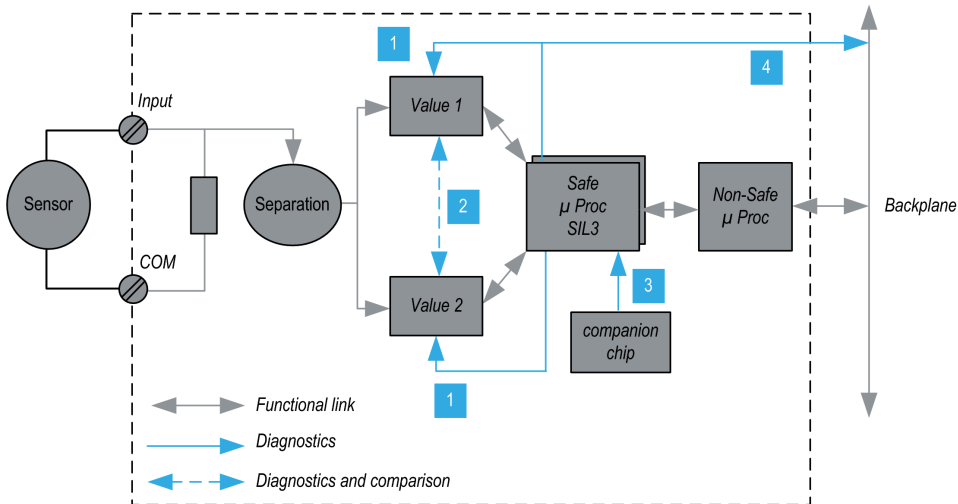 1
4
Input
Value 1
Sensor
Separation
2
Safe
µ Proc
SIL3
Non-Safe
µ Proc
Backplane
COM
Value 2
3
companion
chip
1
Functional link
Diagnostics
Diagnostics and comparison